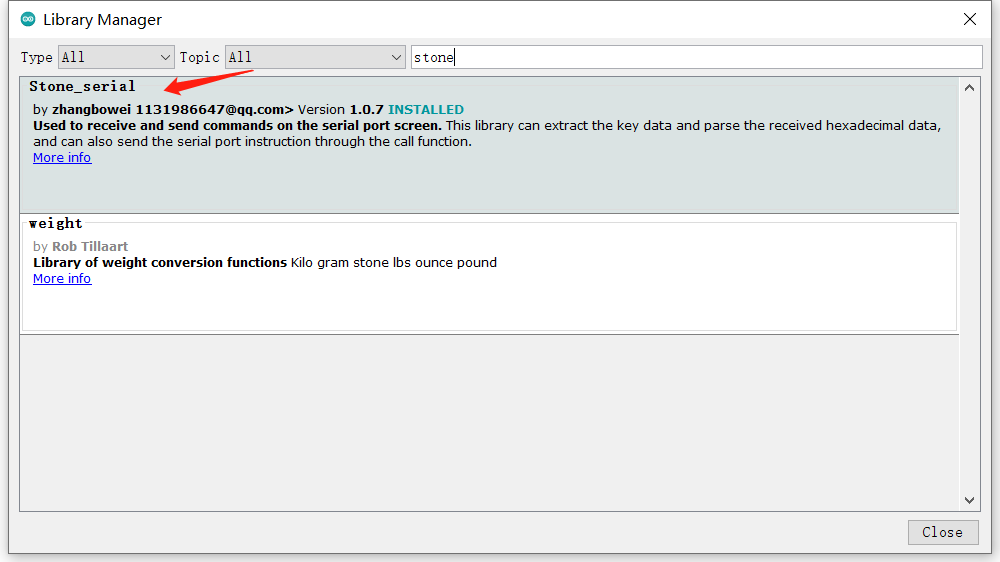 Library Manager
Type All Topic All stone
Stone_serial
by zhangbowei 1131986647@qq.com> Version 1.0.7 INSTALLED
Used to receive and send commands on the serial port screen. This library can extract the key data and parse the received hexadecimal data,
and can also send the serial port instruction through the call function.
More info
weight
by Rob Tillaart
Library of weight conversion functions Kilo gram stone lbs ounce pound
More info
Close